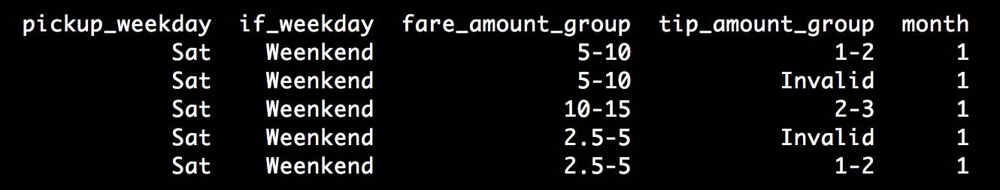 pickup_weekday if_weekday fare_amount_group tip_amount_group month
Sat Weenkend 5-10 1-2 1
Sat Weenkend 5-10 Invalid 1
Sat Weenkend 10-15 2-3 1
Sat Weenkend 2.5-5 Invalid 1
Sat Weenkend 2.5-5 1-2 1